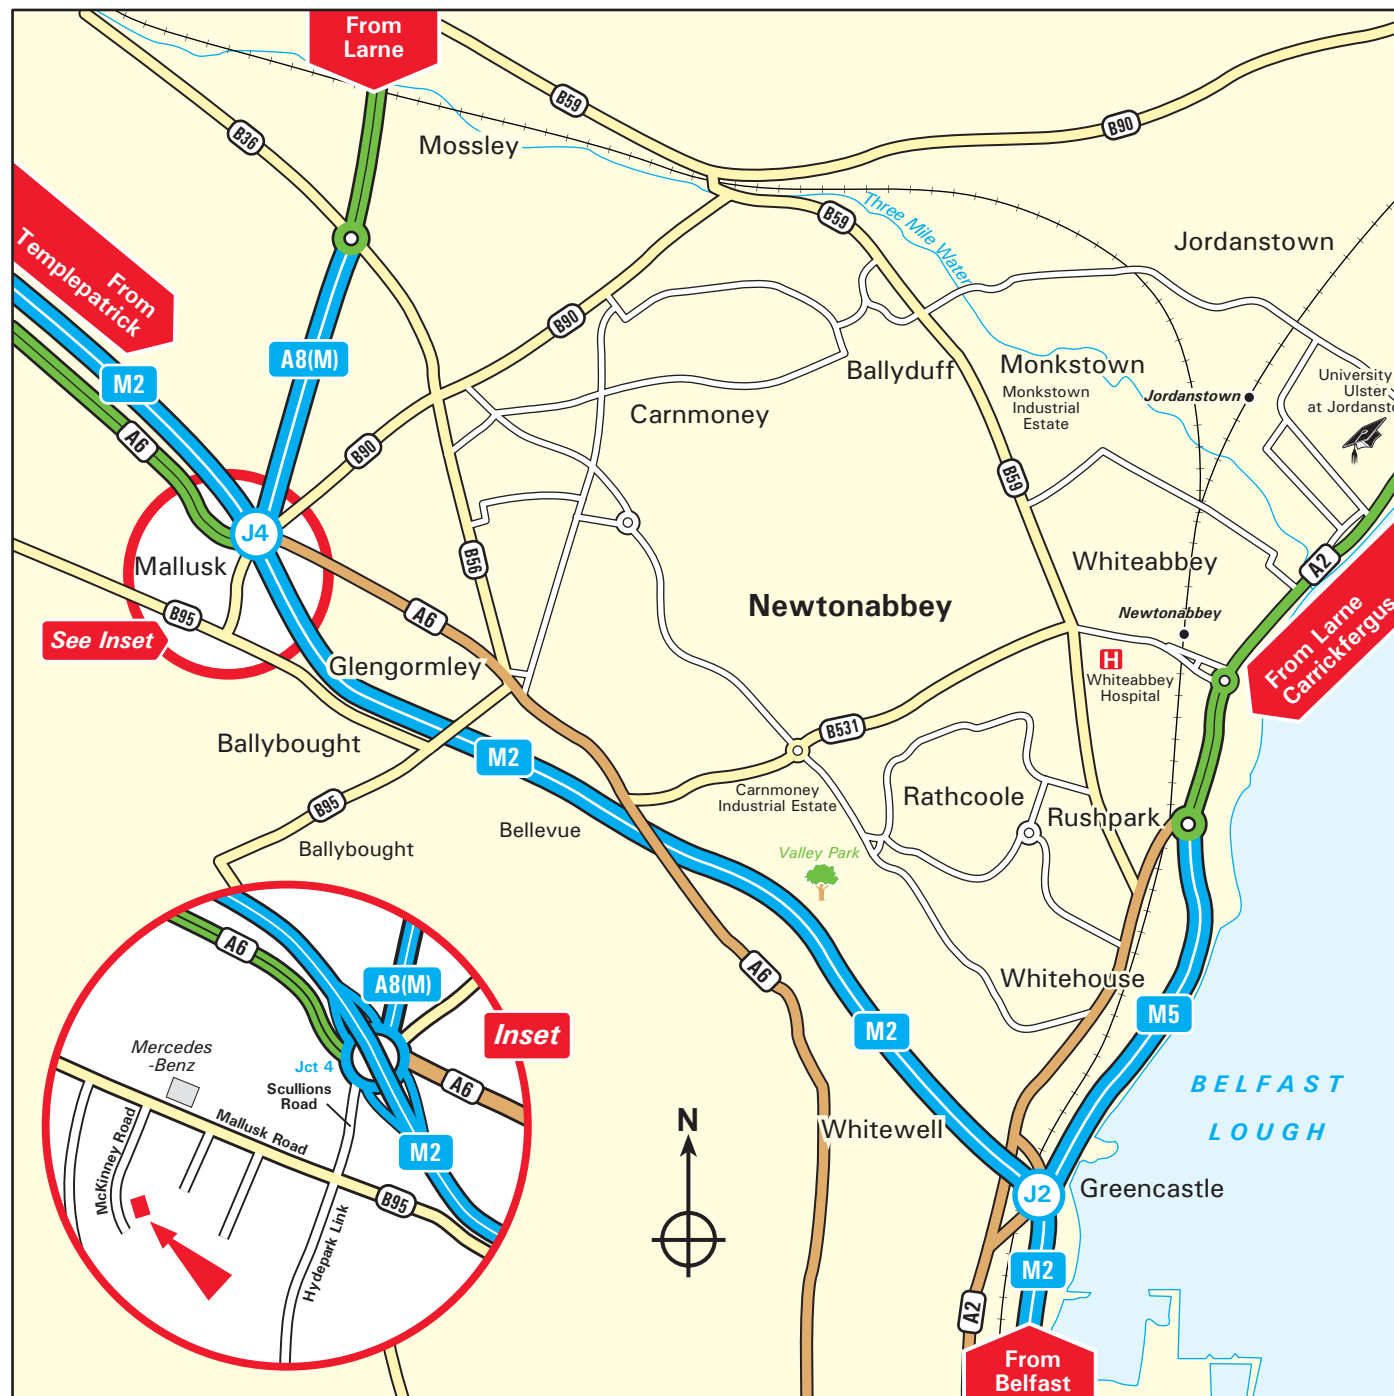 From
Larne
B59
B90
B36
Mossley
Three Mile Water
B59
Jordanstown
From
Templepatrick
B90
A8(M)
M2
Ballyduff
Monkstown
Monkstown
Industrial
Estate
Jordanstown
University
Ulster
at Jordansto
Carnmoney
A6
B90
B59
J4
Mallusk
B56
Whiteabbey
A2
B95
A6
Newtonabbey
Newtonabbey
See Inset
From Larne
Carrickfergus
Glengormley
H
Whiteabbey
Hospital
Ballybought
M2
B531
Carnmoney
Industrial Estate
Rathcoole
Rushpark
B95
Bellevue
Ballybought
Valley Park
A6
A6
Whitehouse
A8(M)
M2
M5
Inset
Mercedes
-Benz
Jct 4
Scullions
Road
A6
BELFAST
LOUGH
McKinney Road
Mallusk Road
N
Whitewell
M2
J2
Greencastle
B95
Hydepark Link
M2
A2
From
Belfast